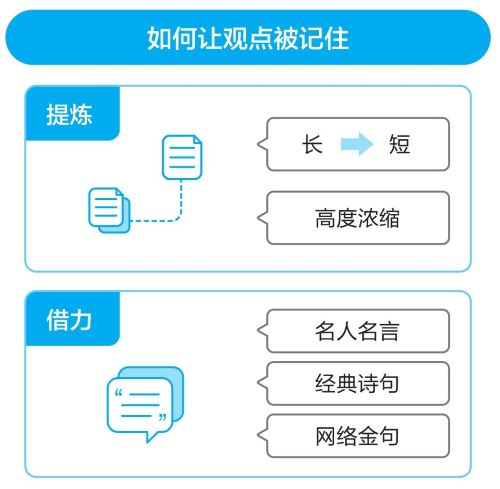 如何让观点被记住
提炼
长 短
高度浓缩
借力
名人名言
经典诗句
网络金句